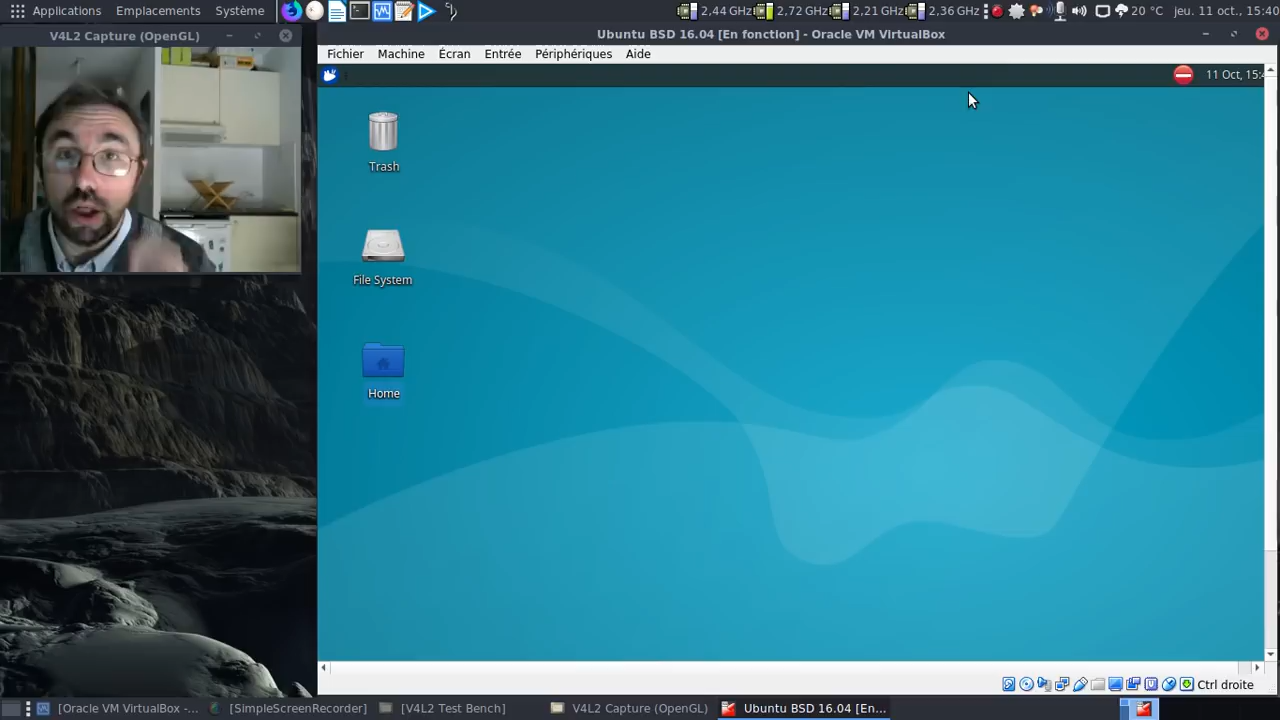 Applications Emplacements Système
2,44 GHz 2,72 GHz 2,21 GHz 2,36 GHz 20 °C jeu. 11 oct., 15:40
V4L2 Capture (OpenGL)
Ubuntu BSD 16.04 [En fonction] - Oracle VM VirtualBox
Fichier Machine Écran Entrée Périphériques Aide
11 Oct, 15:4
Trash
File System
Home
Ctrl droite
[Oracle VM VirtualBox -... [SimpleScreenRecorder] [V4L2 Test Bench] V4L2 Capture (OpenGL) Ubuntu BSD 16.04 [En...